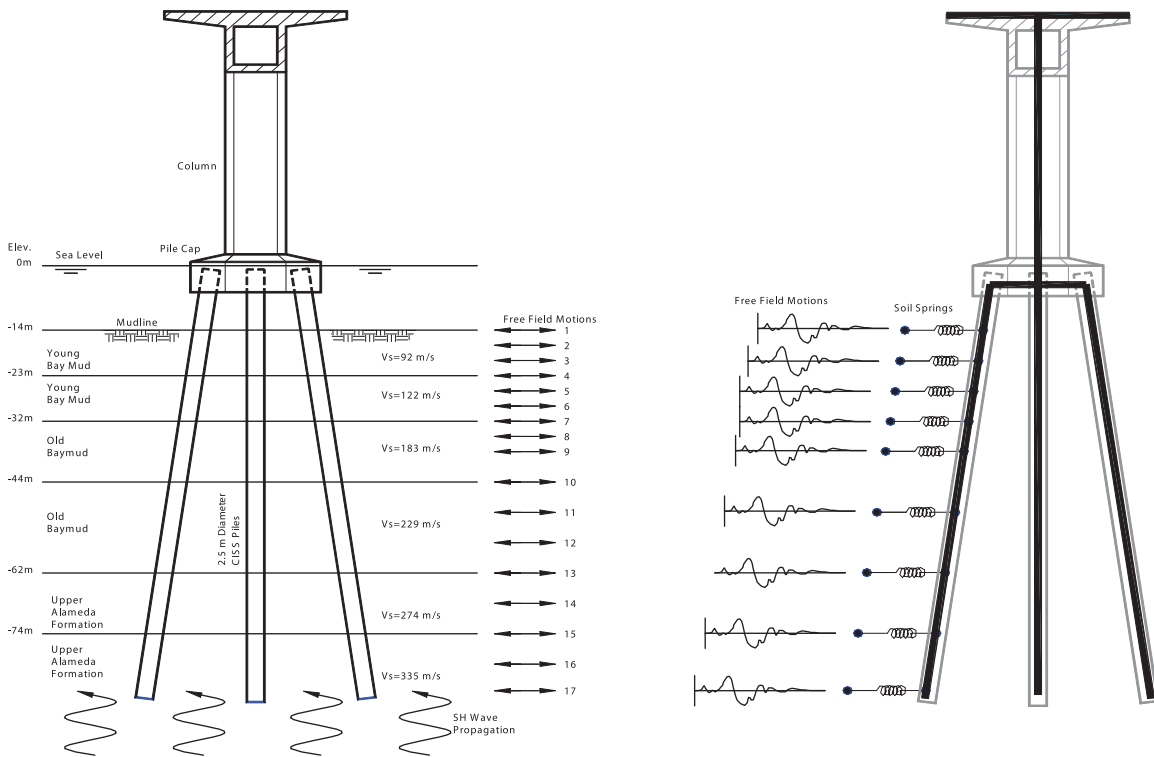 Column
Elev.
0m
Sea Level
Pile Cap
-14m
Mudline
Free Field Motions
1
2
Young
Bay Mud
Vs=92 m/s
3
-23m
4
Young
Bay Mud
Vs=122 m/s
5
6
-32m
7
8
Old
Baymud
Vs=183 m/s
9
-44m
10
2.5 m Diameter
CISS Piles
11
Old
Baymud
Vs=229 m/s
12
-62m
13
14
Upper
Alameda
Formation
Vs=274 m/s
-74m
15
Upper
Alameda
Formation
16
Vs=335 m/s
17
SH Wave
Propagation
Free Field Motions
Soil Springs